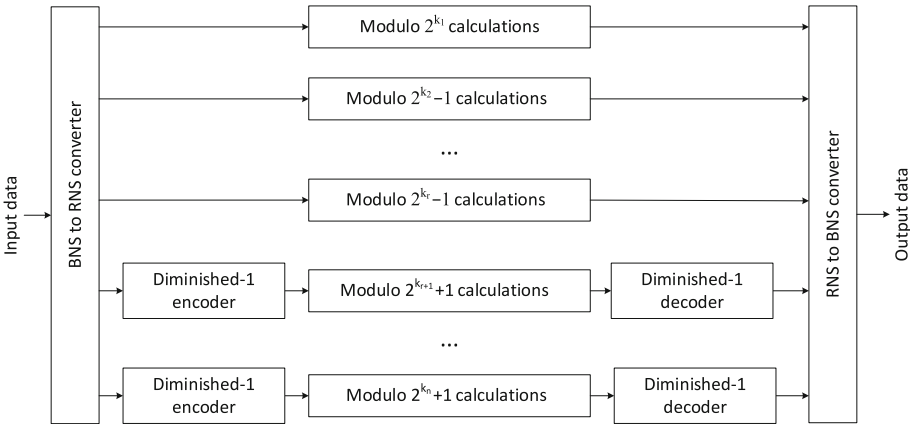 Input data
BNS to RNS converter
Modulo 2^k₁ calculations
Modulo 2^k₂−1 calculations
...
Modulo 2^kᵣ−1 calculations
Diminished-1
encoder
Modulo 2^kᵣ₊₁+1 calculations
Diminished-1
decoder
...
Diminished-1
encoder
Modulo 2^kₙ+1 calculations
Diminished-1
decoder
RNS to BNS converter
Output data